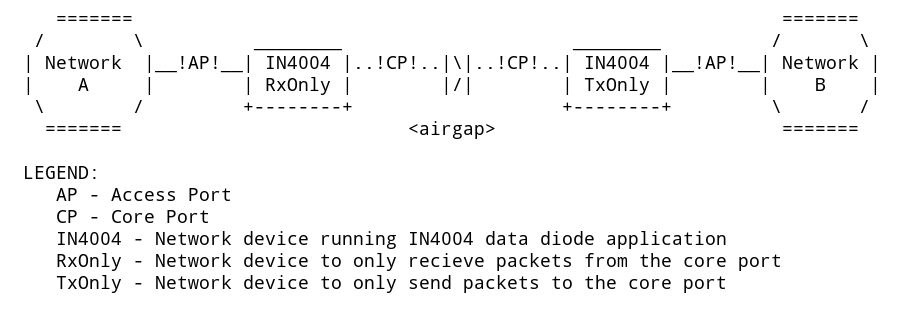 =======                                                           =======
 /        \          ________                     ________          /       \
| Network  |__!AP!__| IN4004 |..!CP!..|\|..!CP!..| IN4004 |__!AP!__| Network |
|    A     |        | RxOnly |        |/|        | TxOnly |        |    B    |
 \        /         +--------+                   +--------+         \       /
  =======                          <airgap>                          =======

LEGEND:
   AP - Access Port
   CP - Core Port
   IN4004 - Network device running IN4004 data diode application
   RxOnly - Network device to only recieve packets from the core port
   TxOnly - Network device to only send packets to the core port